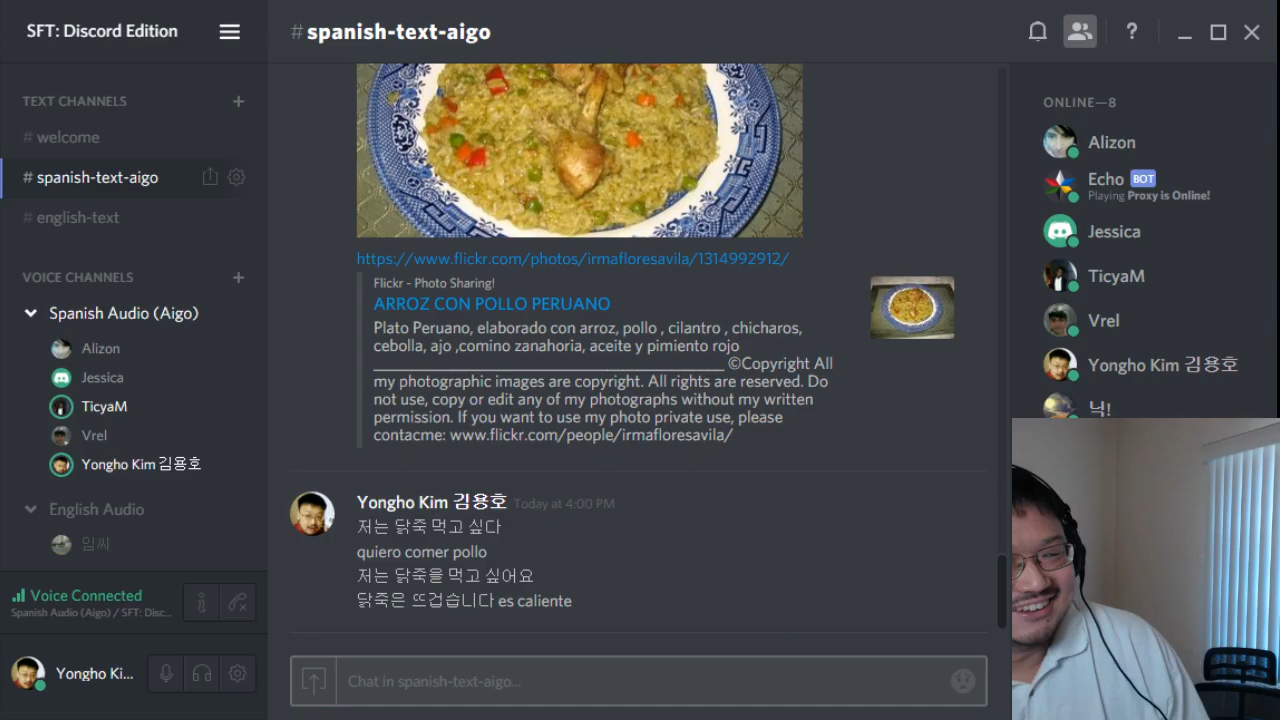 SFT: Discord Edition
# spanish-text-aigo
TEXT CHANNELS
# welcome
# spanish-text-aigo
# english-text
VOICE CHANNELS
Spanish Audio (Aigo)
Alizon
Jessica
TicyaM
Vrel
Yongho Kim 김용호
English Audio
임씨
Voice Connected
Spanish Audio (Aigo) / SFT: Disc...
Yongho Ki...
https://www.flickr.com/photos/irmafloresavila/1314992912/
Flickr - Photo Sharing!
ARROZ CON POLLO PERUANO
Plato Peruano, elaborado con arroz, pollo , cilantro , chicharos,
cebolla, ajo ,comino zanahoria, aceite y pimiento rojo
________________________________________ ©Copyright All
my photographic images are copyright. All rights are reserved. Do
not use, copy or edit any of my photographs without my written
permission. If you want to use my photo private use, please
contacme: www.flickr.com/people/irmafloresavila/
Yongho Kim 김용호 Today at 4:00 PM
저는 닭죽 먹고 싶다
quiero comer pollo
저는 닭죽을 먹고 싶어요
닭죽은 뜨겁습니다 es caliente
Chat in spanish-text-aigo...
ONLINE—8
Alizon
Echo BOT
Playing Proxy is Online!
Jessica
TicyaM
Vrel
Yongho Kim 김용호
닉!